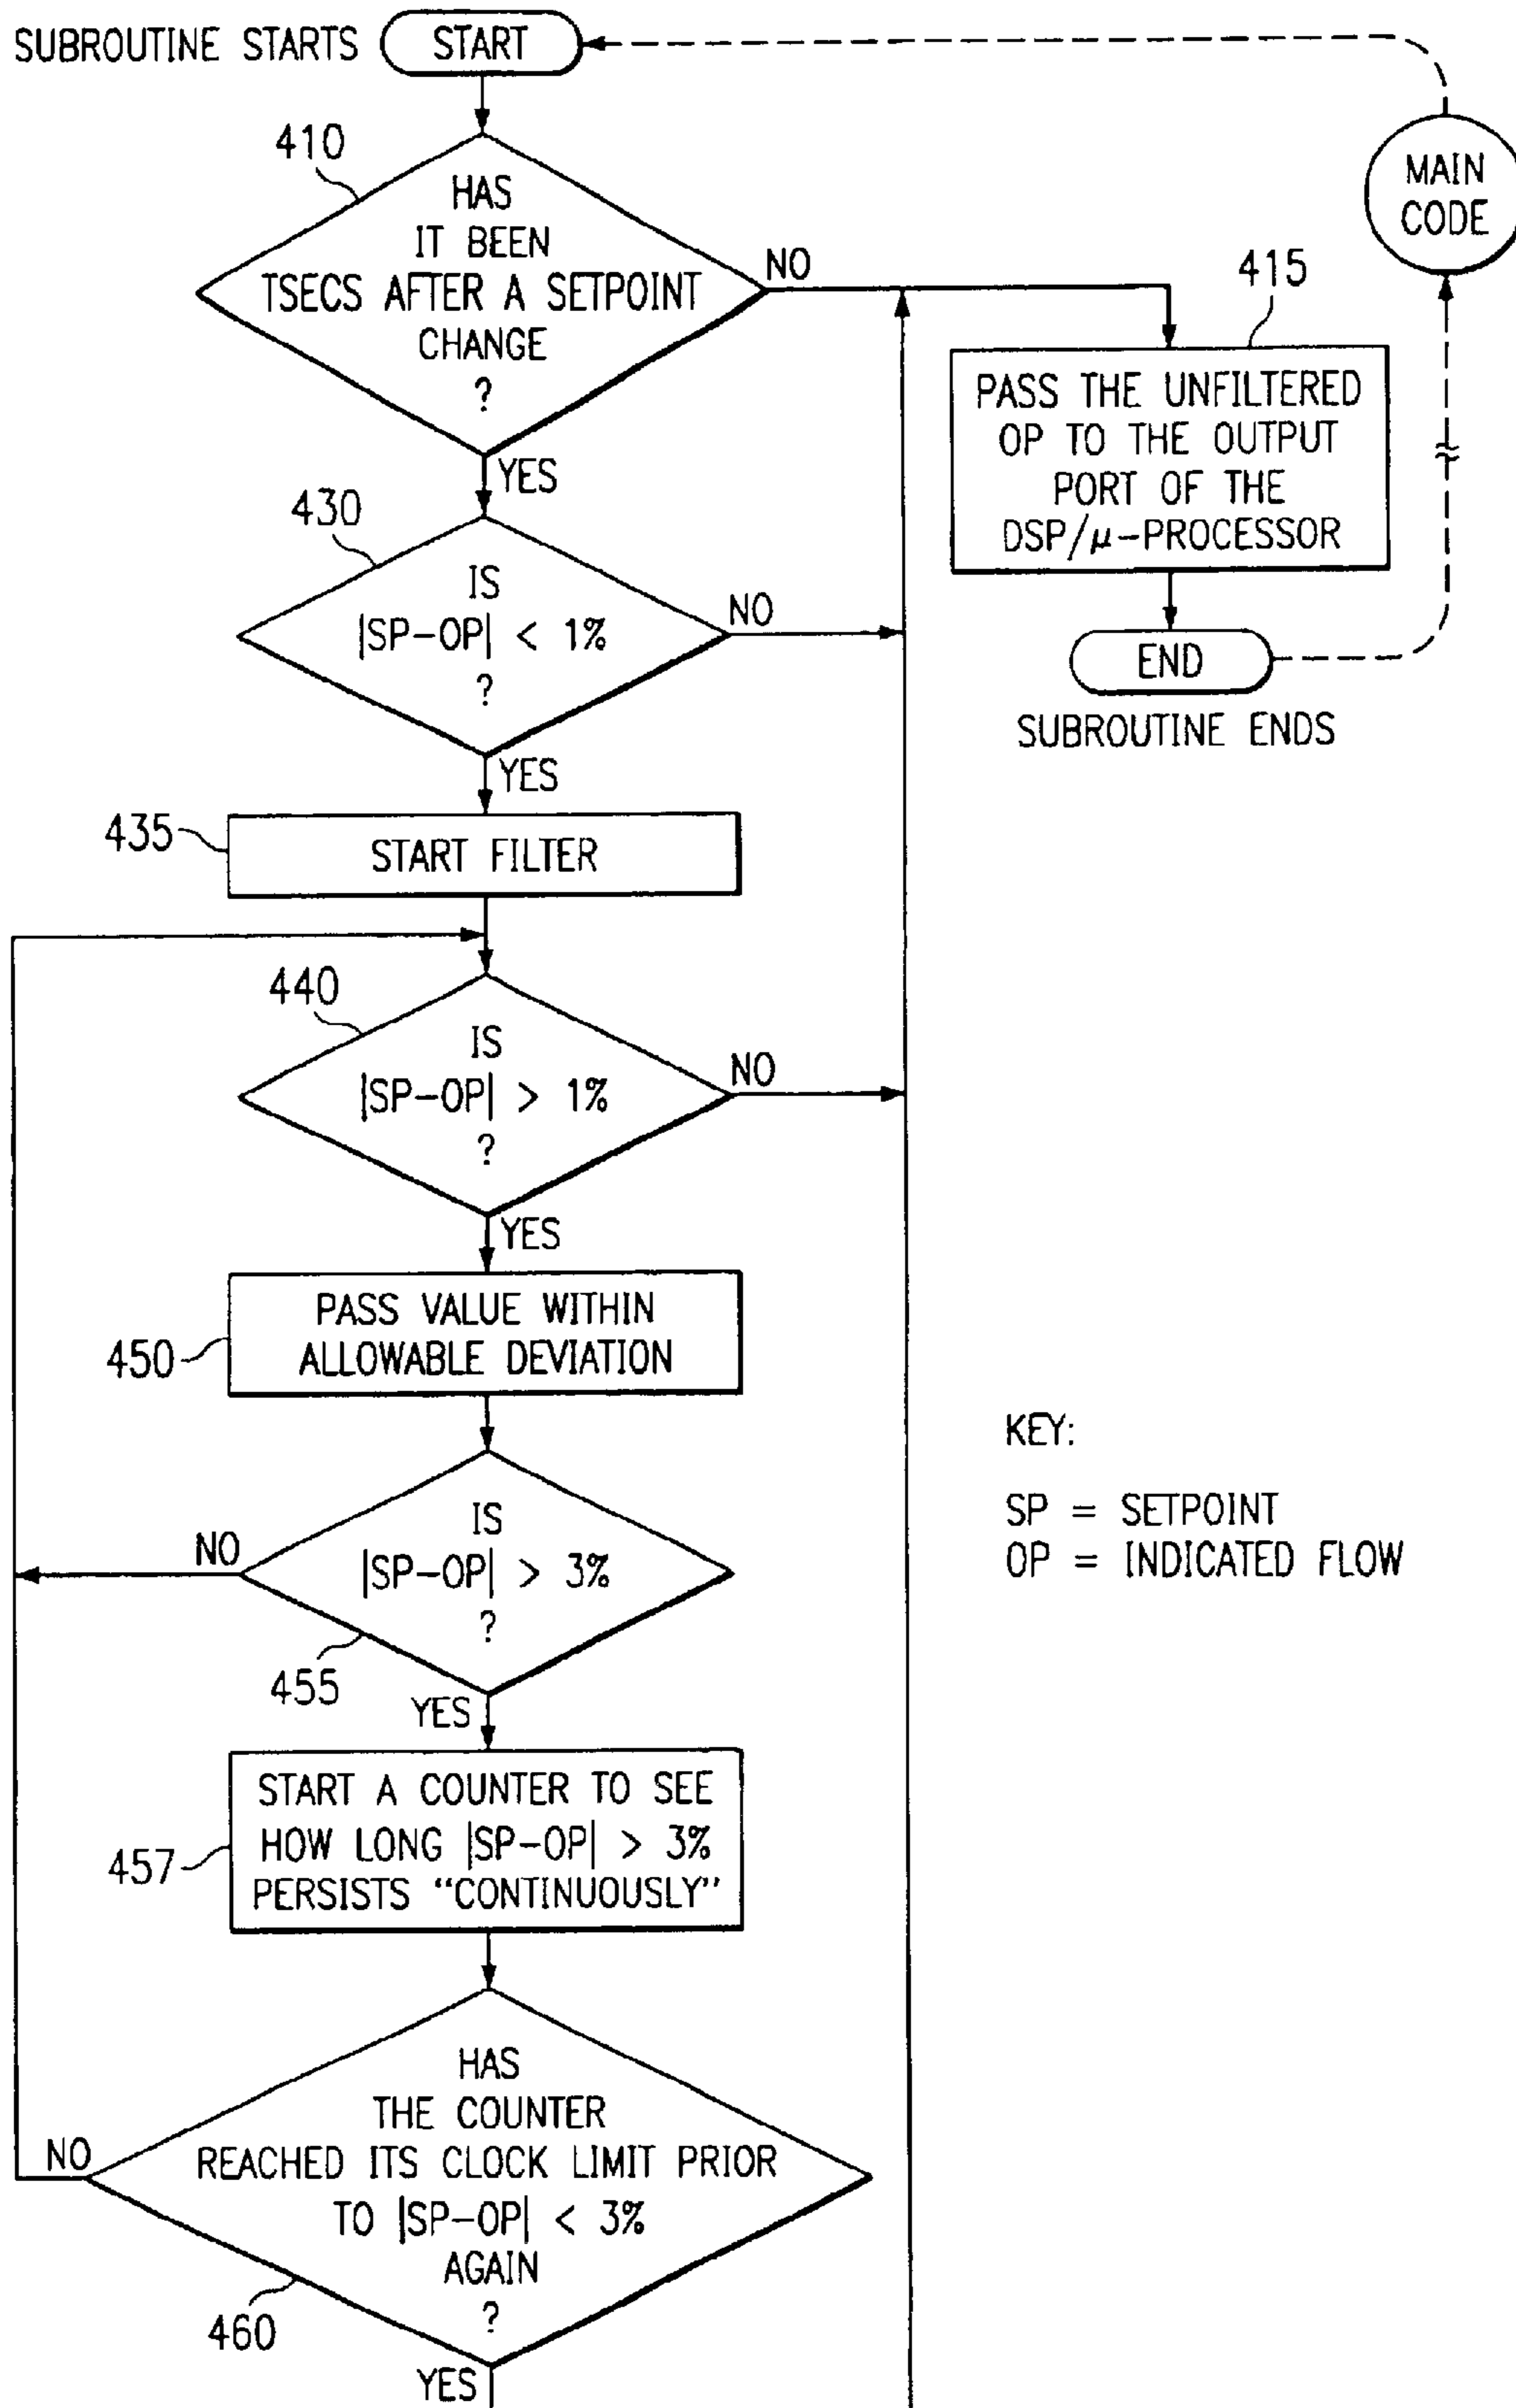 SUBROUTINE STARTS
START
MAIN
CODE
410
HAS
IT BEEN
TSECS AFTER A SETPOINT
CHANGE
?
NO
YES
415
PASS THE UNFILTERED
OP TO THE OUTPUT
PORT OF THE
DSP/μ-PROCESSOR
END
SUBROUTINE ENDS
430
IS
|SP-OP| < 1%
?
NO
YES
435
START FILTER
440
IS
|SP-OP| > 1%
?
NO
YES
450
PASS VALUE WITHIN
ALLOWABLE DEVIATION
KEY:
SP = SETPOINT
OP = INDICATED FLOW
IS
|SP-OP| > 3%
?
NO
455
YES
457
START A COUNTER TO SEE
HOW LONG |SP-OP| > 3%
PERSISTS "CONTINUOUSLY"
HAS
THE COUNTER
REACHED ITS CLOCK LIMIT PRIOR
TO |SP-OP| < 3%
AGAIN
?
NO
460
YES